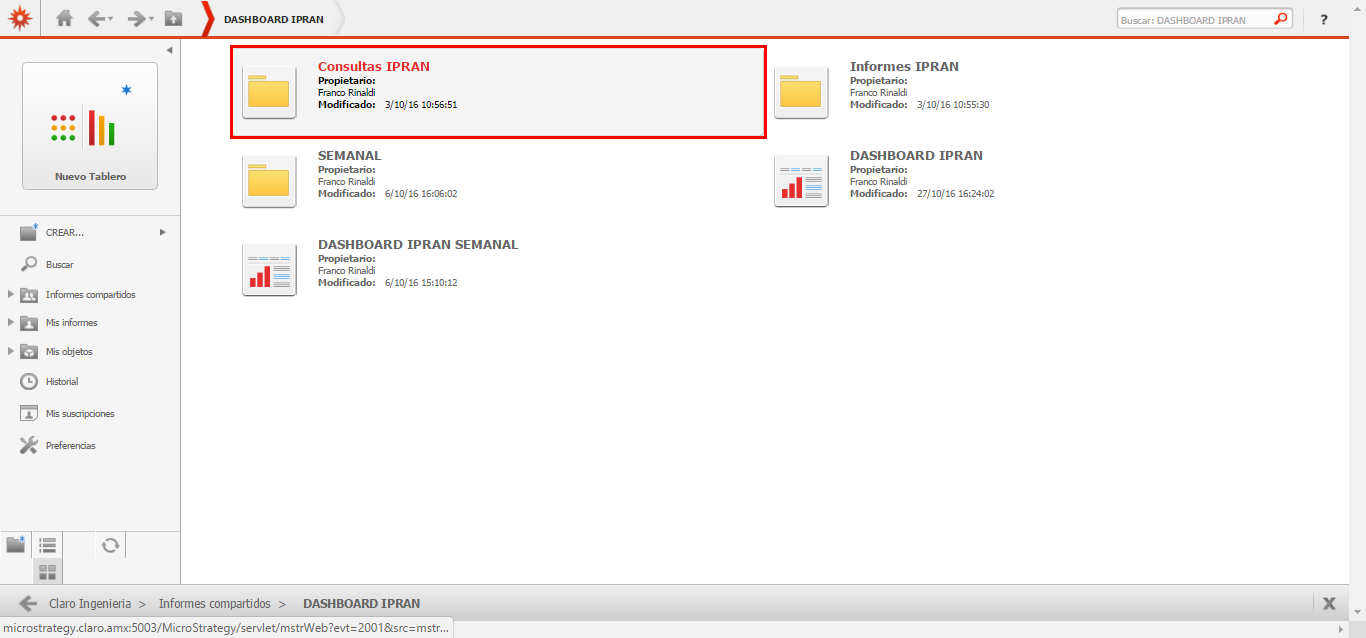 DASHBOARD IPRAN
Buscar: DASHBOARD IPRAN
?
Nuevo Tablero
CREAR...
Buscar
Informes compartidos
Mis informes
Mis objetos
Historial
Mis suscripciones
Preferencias
Consultas IPRAN
Propietario:
Franco Rinaldi
Modificado: 3/10/16 10:56:51
Informes IPRAN
Propietario:
Franco Rinaldi
Modificado: 3/10/16 10:55:30
SEMANAL
Propietario:
Franco Rinaldi
Modificado: 6/10/16 16:06:02
DASHBOARD IPRAN
Propietario:
Franco Rinaldi
Modificado: 27/10/16 16:24:02
DASHBOARD IPRAN SEMANAL
Propietario:
Franco Rinaldi
Modificado: 6/10/16 15:10:12
Claro Ingenieria > Informes compartidos > DASHBOARD IPRAN
X
microstrategy.claro.amx:5003/MicroStrategy/servlet/mstrWeb?evt=2001&src=mstr...